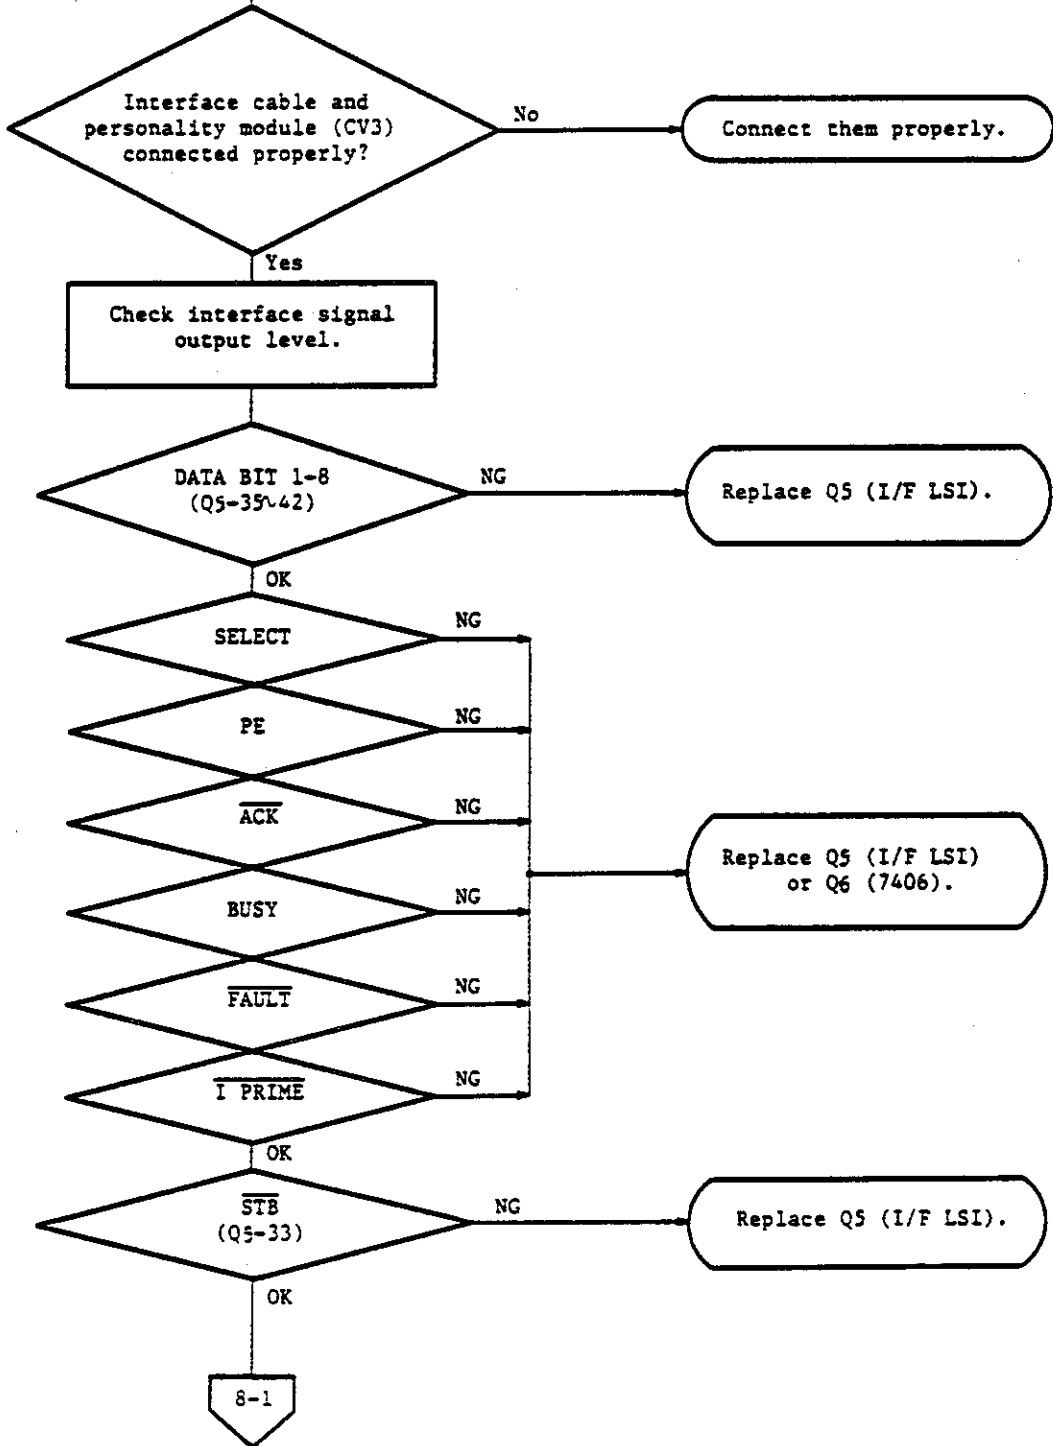 Interface cable and
personality module (CV3)
connected properly?
No
Connect them properly.
Yes
Check interface signal
output level.
DATA BIT 1-8
(Q5-35~42)
NG
Replace Q5 (I/F LSI).
OK
SELECT
NG
PE
NG
ACK
NG
Replace Q5 (I/F LSI)
or Q6 (7406).
BUSY
NG
FAULT
NG
I PRIME
NG
OK
STB
(Q5-33)
NG
Replace Q5 (I/F LSI).
OK
8-1